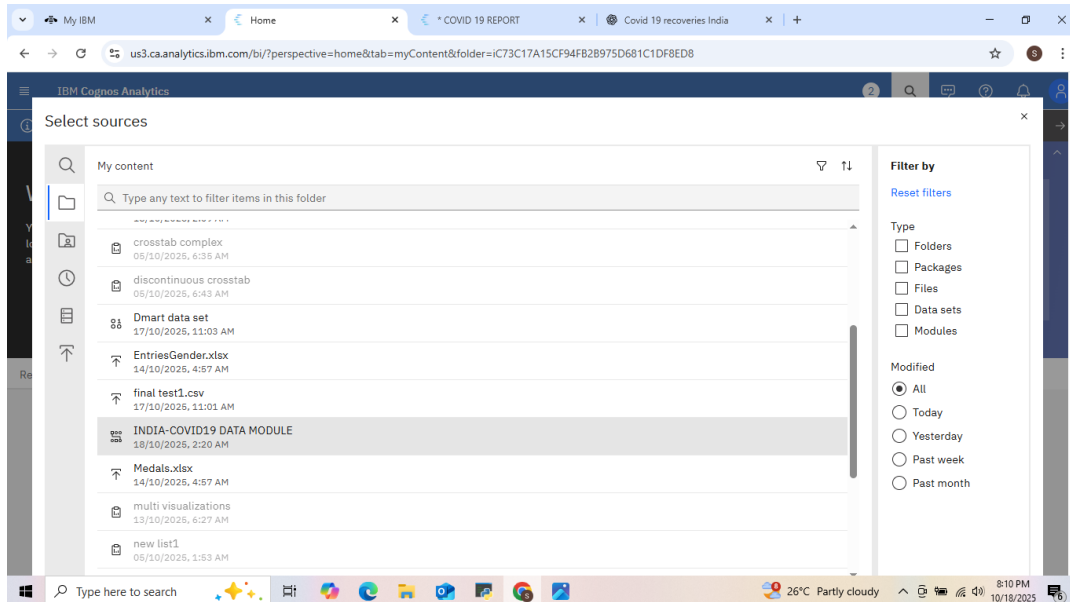 My IBM
Home
* COVID 19 REPORT
Covid 19 recoveries India
us3.ca.analytics.ibm.com/bi/?perspective=home&tab=myContent&folder=iC73C17A15CF94FB2B975D681C1DF8ED8
S
IBM Cognos Analytics
2
Select sources
My content
Type any text to filter items in this folder
crosstab complex
05/10/2025, 6:35 AM
discontinuous crosstab
05/10/2025, 6:43 AM
Dmart data set
17/10/2025, 11:03 AM
EntriesGender.xlsx
14/10/2025, 4:57 AM
final test1.csv
17/10/2025, 11:01 AM
INDIA-COVID19 DATA MODULE
18/10/2025, 2:20 AM
Medals.xlsx
14/10/2025, 4:57 AM
multi visualizations
13/10/2025, 6:27 AM
new list1
05/10/2025, 1:53 AM
Filter by
Reset filters
Type
Folders
Packages
Files
Data sets
Modules
Modified
All
Today
Yesterday
Past week
Past month
Type here to search
26°C Partly cloudy
8:10 PM
10/18/2025
6